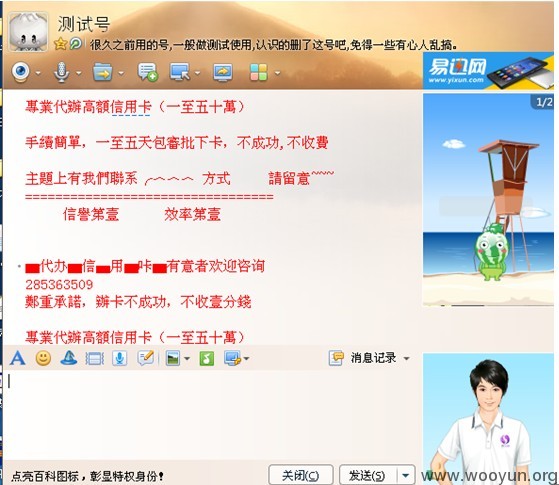 测试号
很久之前用的号,一般做测试使用,认识的删了这号吧,免得一些有心人乱搞。
易迅网
www.yixun.com
專業代辦高額信用卡（一至五十萬）
1/2
手續簡單，一至五天包審批下卡，不成功,不收費
主題上有我們聯系╭︿︿︿ 方式 請留意~~~
=================================
信譽第壹 效率第壹
▅代办▅信▅用▅咔▅有意者欢迎咨询
285363509
鄭重承諾，辦卡不成功，不收壹分錢
專業代辦高額信用卡（一至五十萬）
消息记录
点亮百科图标，彰显特权身份!
关闭(C)
发送(S)
www.wooyun.org